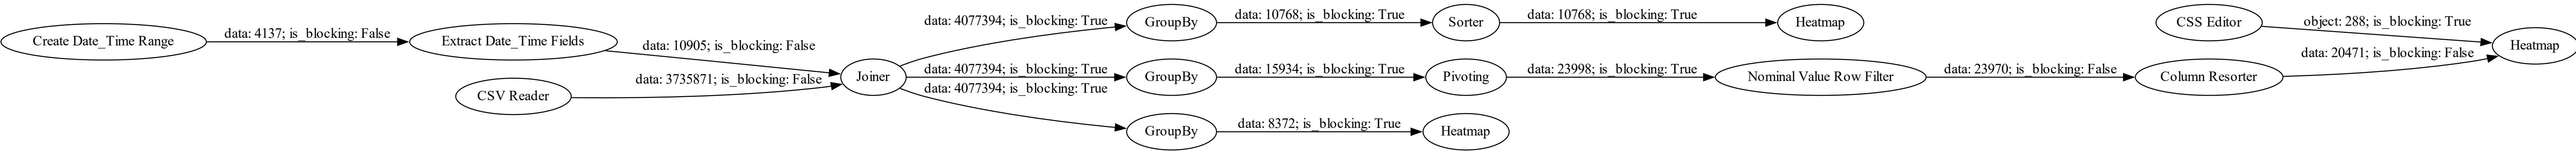 Create Date_Time Range
data: 4137; is_blocking: False
Extract Date_Time Fields
data: 10905; is_blocking: False
CSV Reader
data: 3735871; is_blocking: False
Joiner
data: 4077394; is_blocking: True
GroupBy
data: 10768; is_blocking: True
Sorter
data: 10768; is_blocking: True
Heatmap
data: 4077394; is_blocking: True
GroupBy
data: 15934; is_blocking: True
Pivoting
data: 23998; is_blocking: True
Nominal Value Row Filter
data: 23970; is_blocking: False
Column Resorter
data: 20471; is_blocking: False
CSS Editor
object: 288; is_blocking: True
Heatmap
data: 4077394; is_blocking: True
GroupBy
data: 8372; is_blocking: True
Heatmap